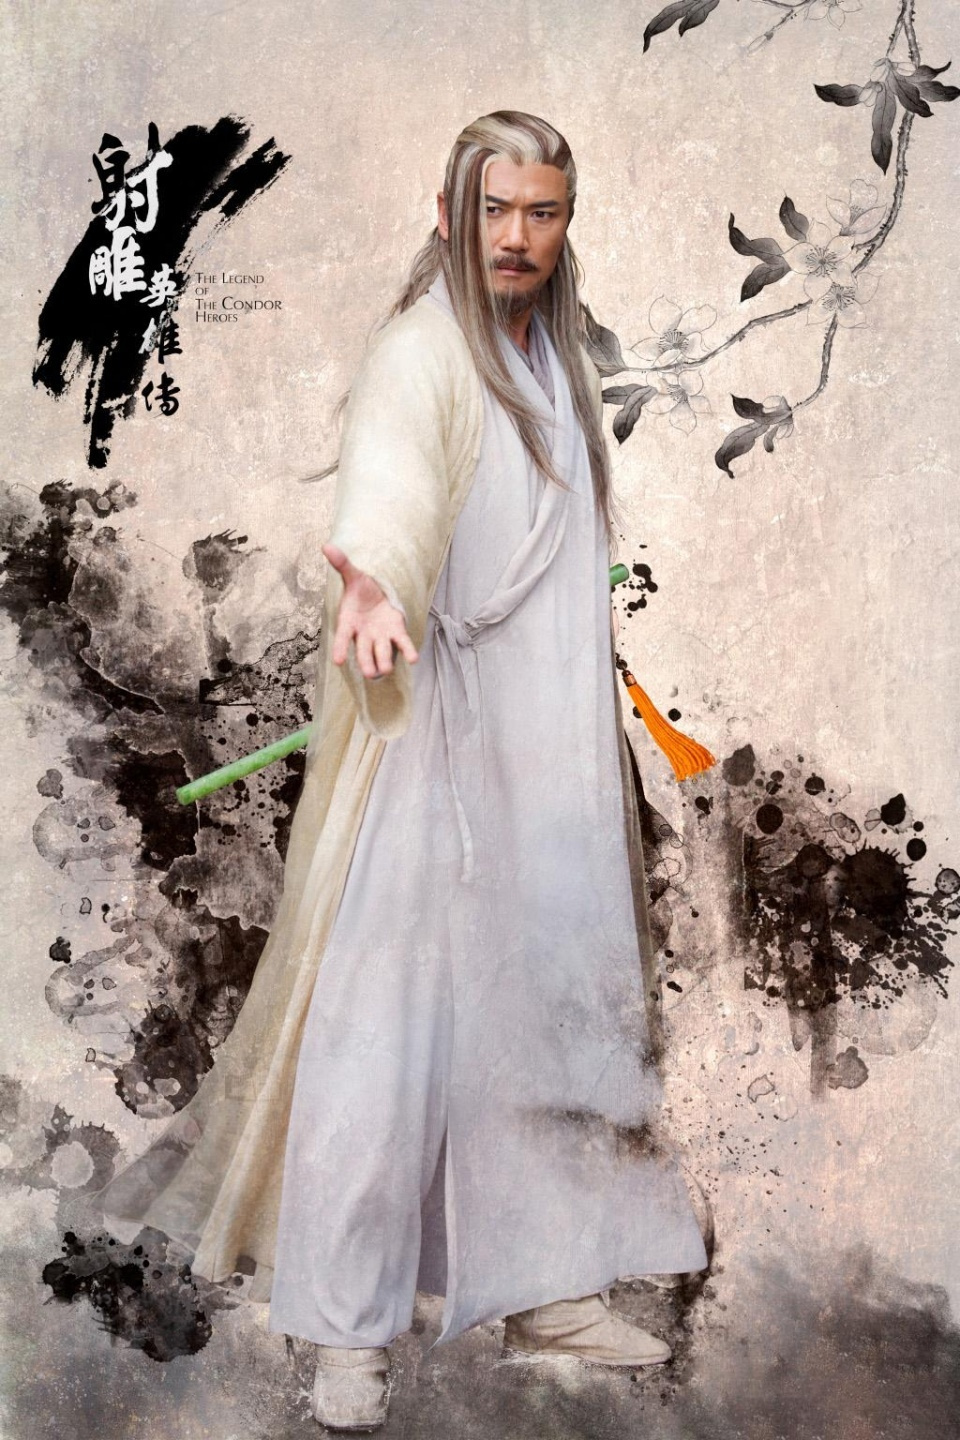 射雕
英雄传
The Legend
of
The Condor
Heroes